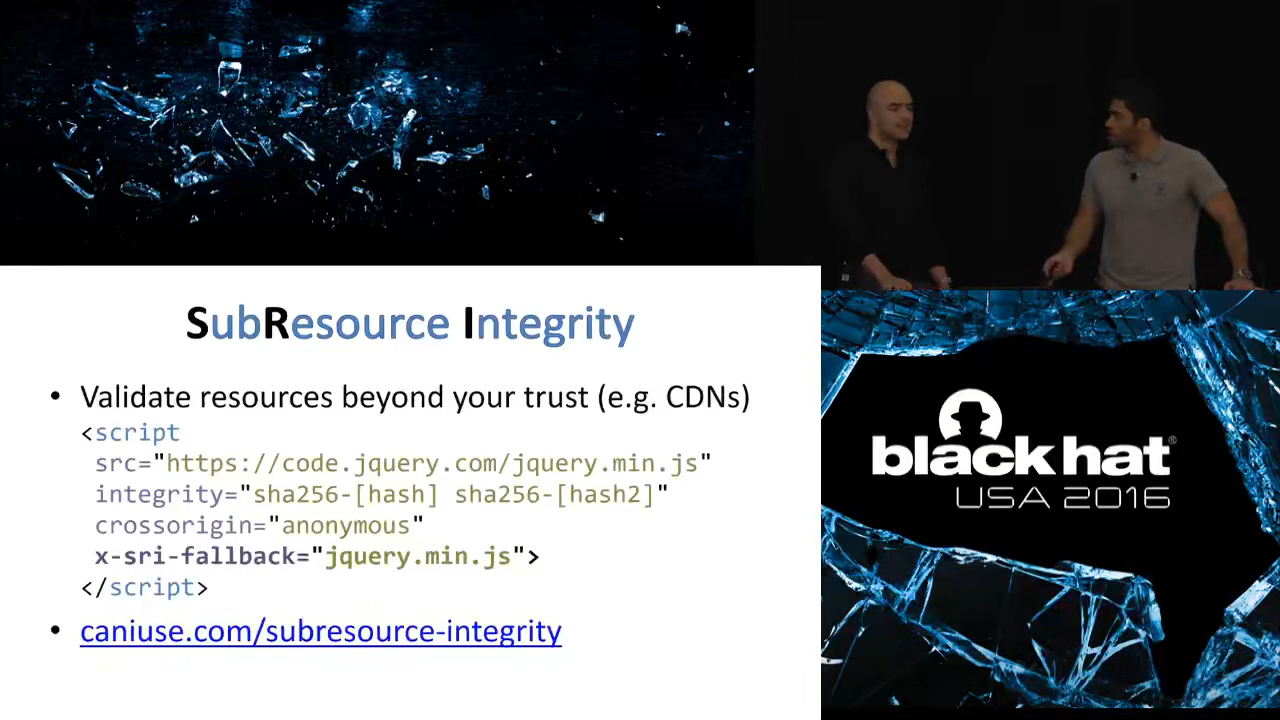 SubResource Integrity
• Validate resources beyond your trust (e.g. CDNs)
<script
src="https://code.jquery.com/jquery.min.js"
integrity="sha256-[hash] sha256-[hash2]"
crossorigin="anonymous"
x-sri-fallback="jquery.min.js">
</script>
• caniuse.com/subresource-integrity
black hat®
USA 2016